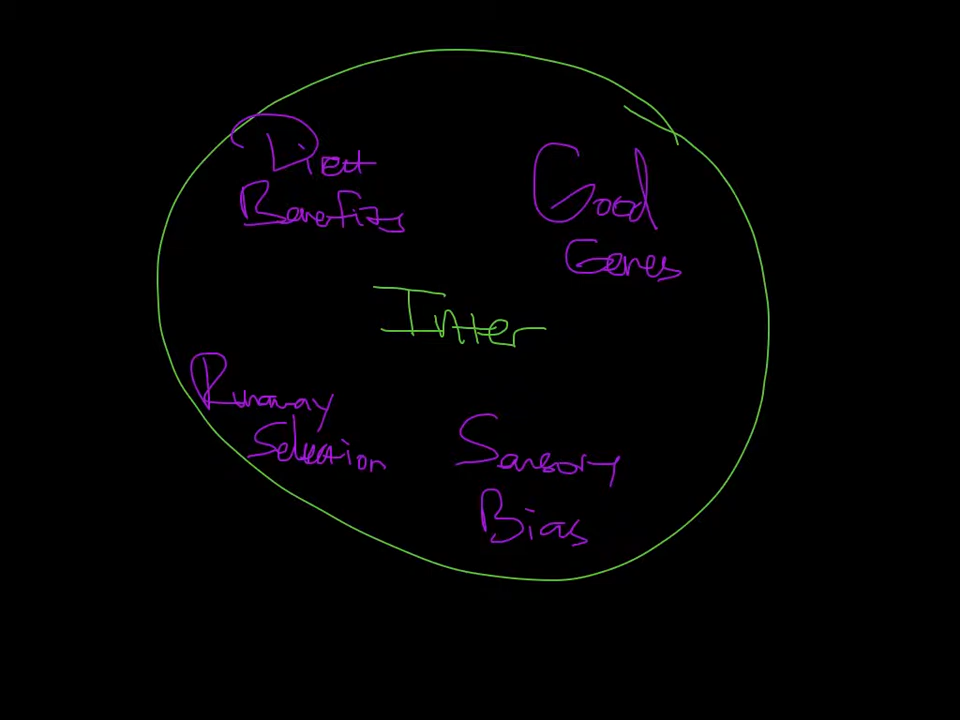 Direct
Benefits
Good
Genes
Inter
Runaway
Selection
Sensory
Bias